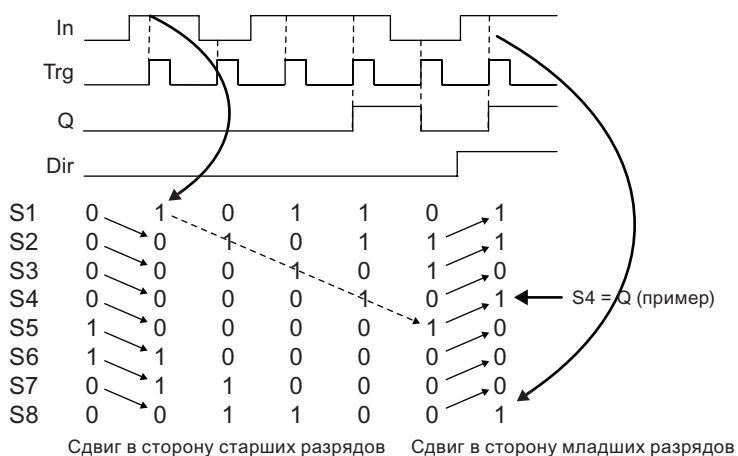 In
Trg
Q
Dir
S1 0 1 0 1 1 0 1
S2 0 0 1 0 1 1 1
S3 0 0 0 1 0 1 0
S4 0 0 0 0 1 0 1 S4 = Q (пример)
S5 1 0 0 0 0 1 0
S6 1 1 0 0 0 0 0
S7 0 1 1 0 0 0 0
S8 0 0 1 1 0 0 1
Сдвиг в сторону старших разрядов Сдвиг в сторону младших разрядов